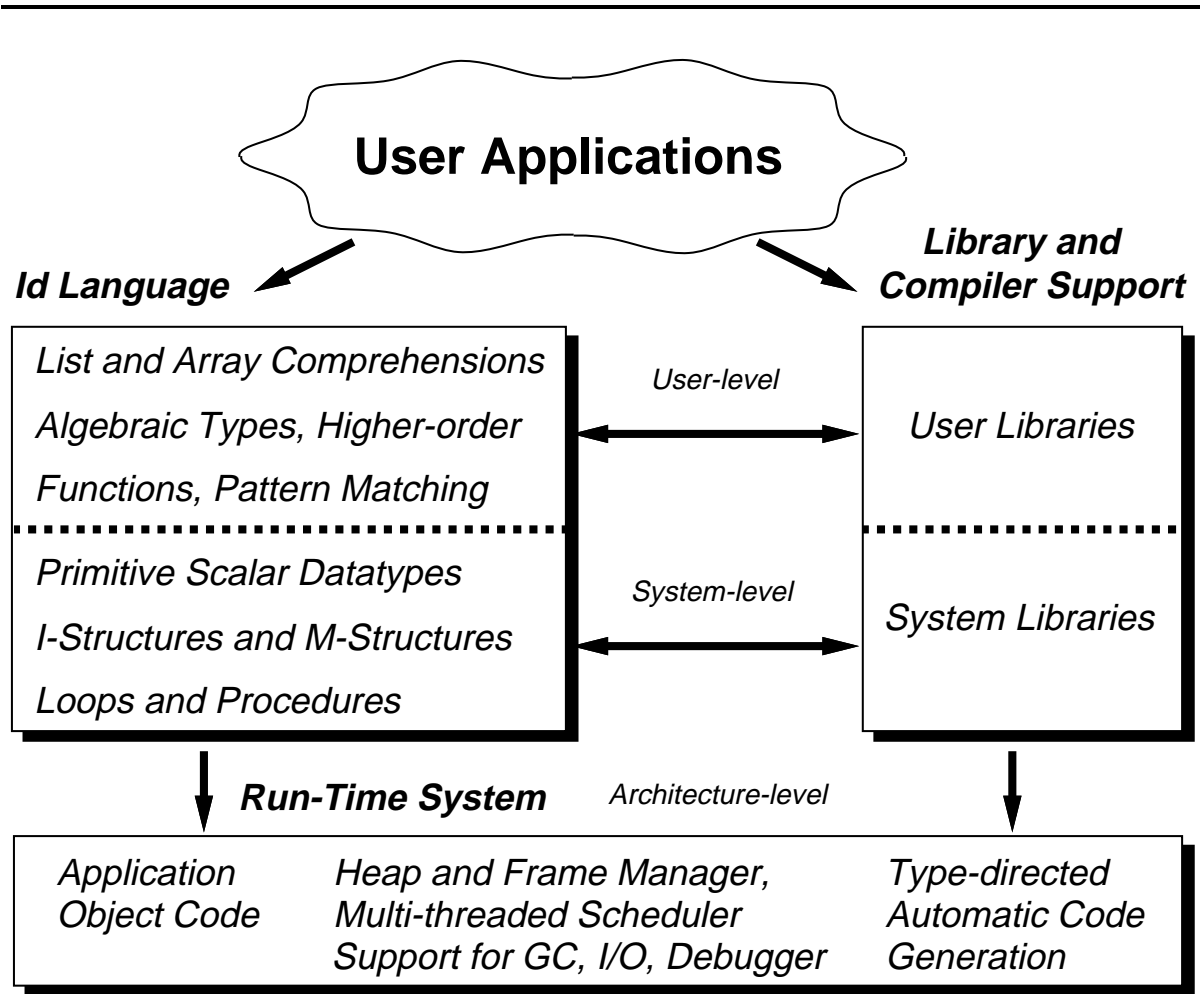 User Applications
Library and
Compiler Support
Id Language
List and Array Comprehensions
Algebraic Types, Higher-order
Functions, Pattern Matching
User-level
User Libraries
Primitive Scalar Datatypes
I-Structures and M-Structures
Loops and Procedures
System-level
System Libraries
Run-Time System
Architecture-level
Application
Object Code
Heap and Frame Manager,
Multi-threaded Scheduler
Support for GC, I/O, Debugger
Type-directed
Automatic Code
Generation